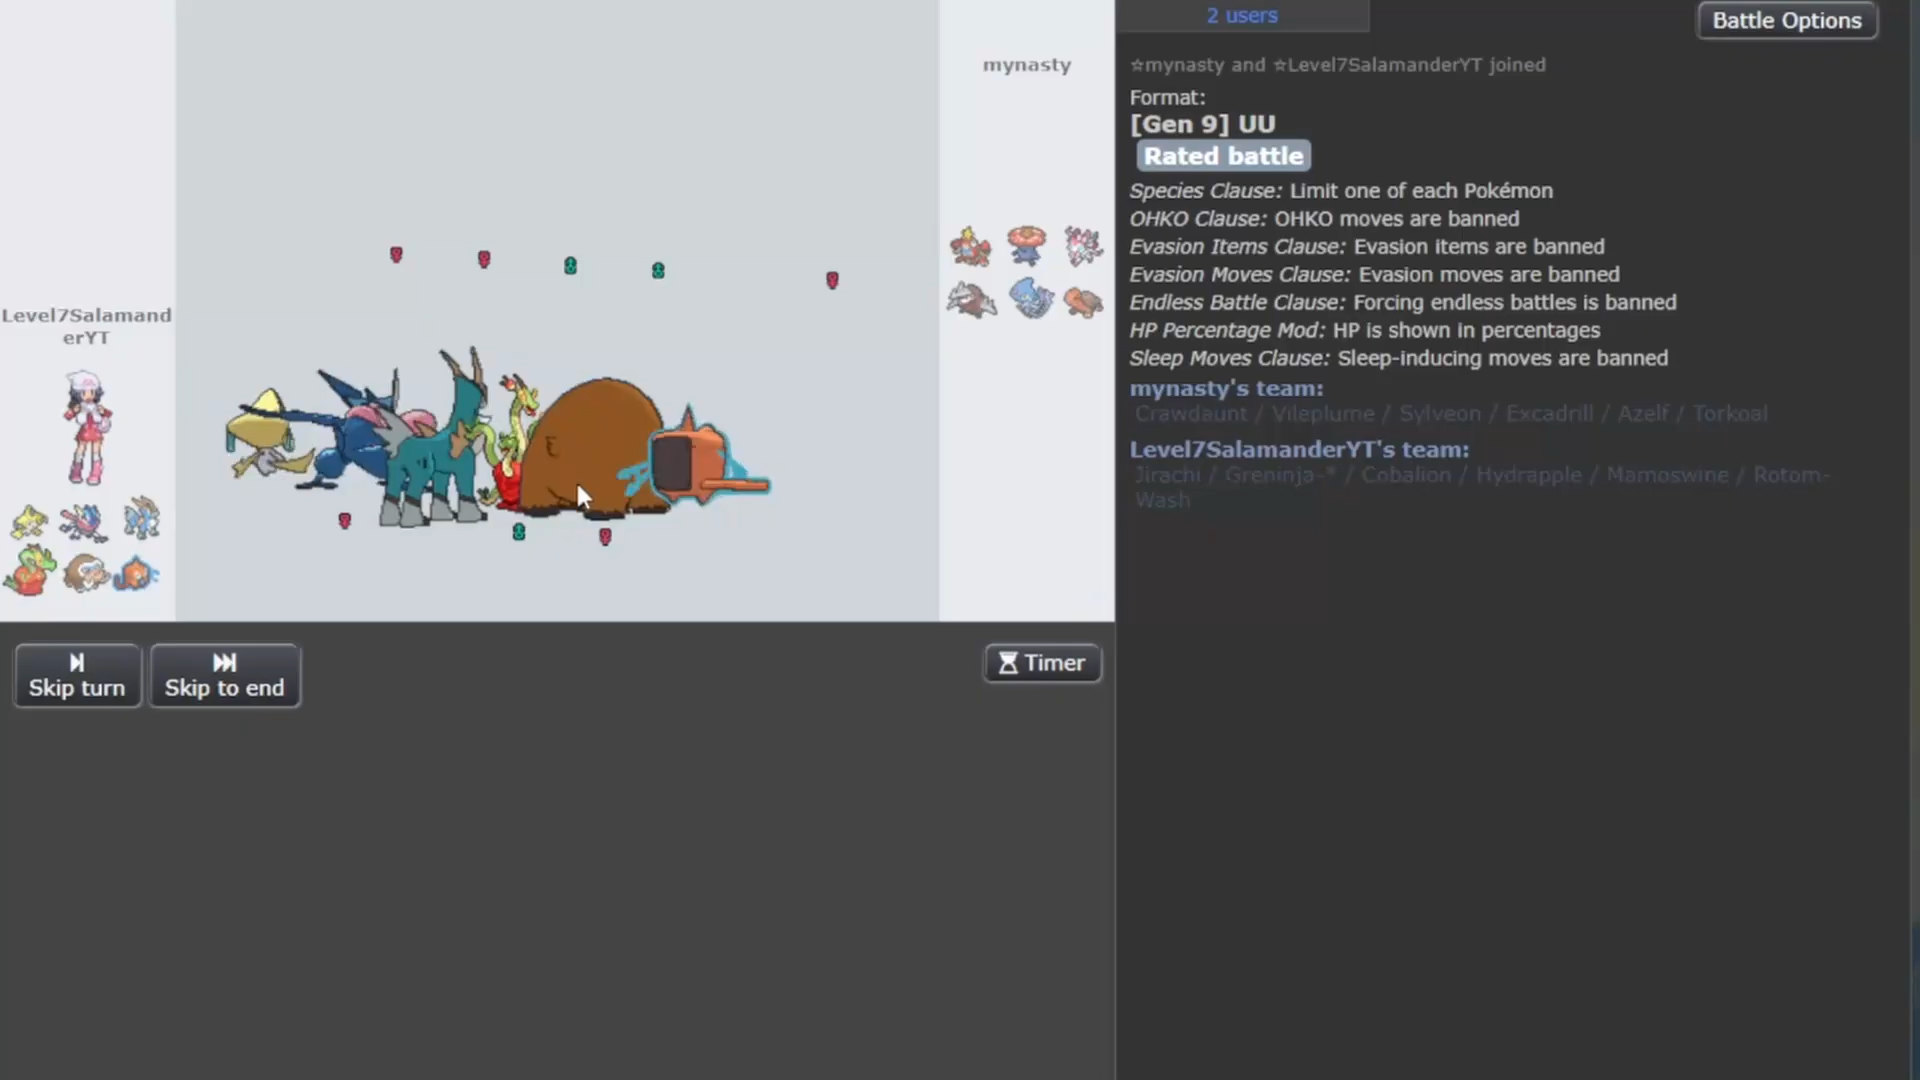 2 users
Battle Options
mynasty
☆mynasty and ☆Level7SalamanderYT joined
Format:
[Gen 9] UU
Rated battle
Species Clause: Limit one of each Pokémon
OHKO Clause: OHKO moves are banned
Evasion Items Clause: Evasion items are banned
Evasion Moves Clause: Evasion moves are banned
Endless Battle Clause: Forcing endless battles is banned
HP Percentage Mod: HP is shown in percentages
Sleep Moves Clause: Sleep-inducing moves are banned
mynasty's team:
Crawdaunt / Vileplume / Sylveon / Excadrill / Azelf / Torkoal
Level7SalamanderYT's team:
Jirachi / Greninja-* / Cobalion / Hydrapple / Mamoswine / Rotom-
Wash
Level7Salamand
erYT
Skip turn
Skip to end
Timer